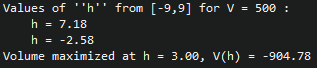 Values of ''h'' from [-9,9] for V = 500 :
h = 7.18
h = -2.58
Volume maximized at h = 3.00, V(h) = -904.78